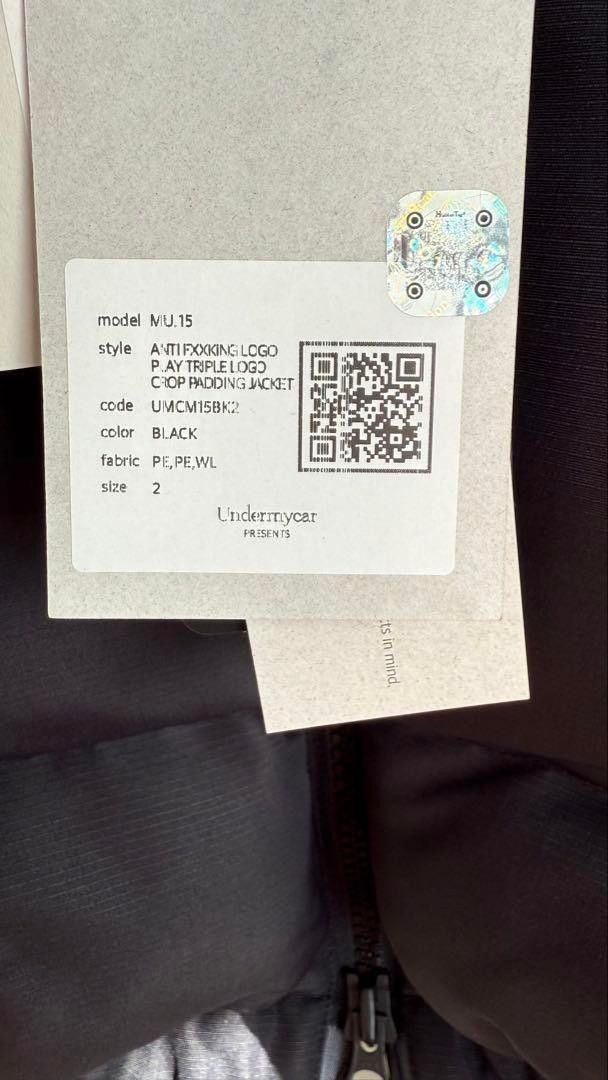 model MU.15
style ANTI FXXKING LOGO
PLAY TRIPLE LOGO
CROP PADDING JACKET
code UMCM15BK2
color BLACK
fabric PE,PE,WL
size 2
Undermycar
PRESENTS
ts in mind.